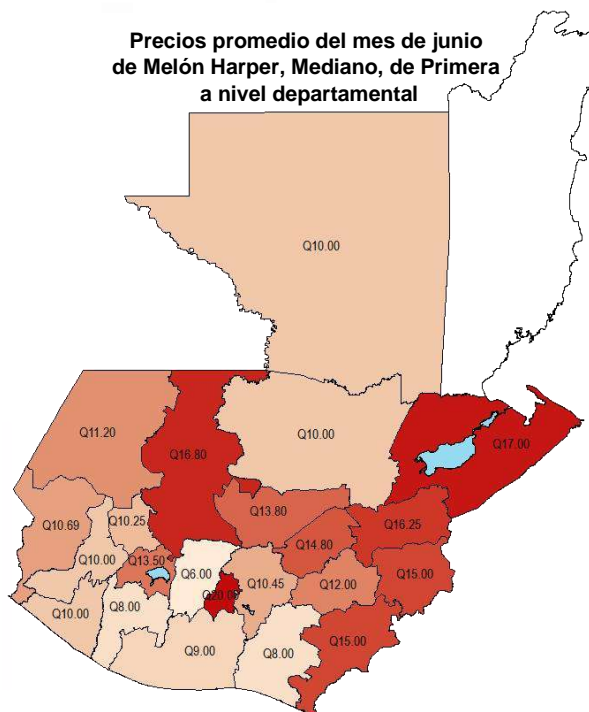 Precios promedio del mes de junio
de Melón Harper, Mediano, de Primera
a nivel departamental
Q10.00
Q11.20
Q16.80
Q10.00
Q17.00
Q10.69
Q10.25
Q13.80
Q16.25
Q14.80
Q10.00
Q13.50
Q6.00
Q10.45
Q12.00
Q15.00
Q10.00
Q8.00
Q20.00
Q15.00
Q9.00
Q8.00